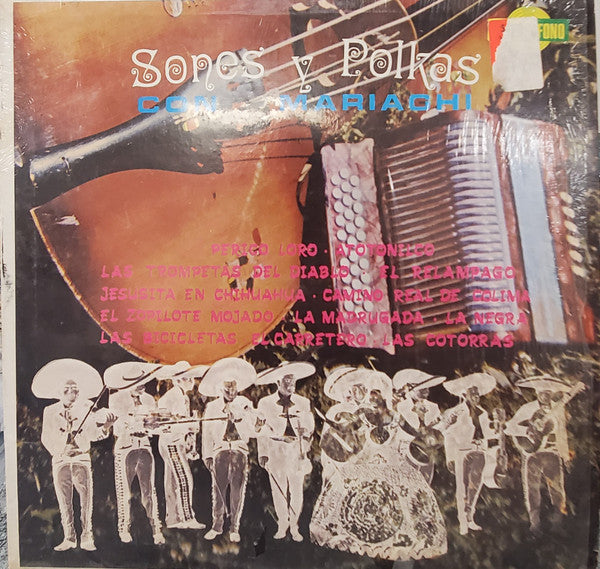 Sones y Polkas
CON MARIACHI
PERICO LORO · ATOTONILCO
LAS TROMPETAS DEL DIABLO · EL RELAMPAGO
JESUSITA EN CHIHUAHUA · CAMINO REAL DE COLIMA
EL ZOPILOTE MOJADO · LA MADRUGADA · LA NEGRA
LAS BICICLETAS EL CARRETERO · LAS COTORRAS